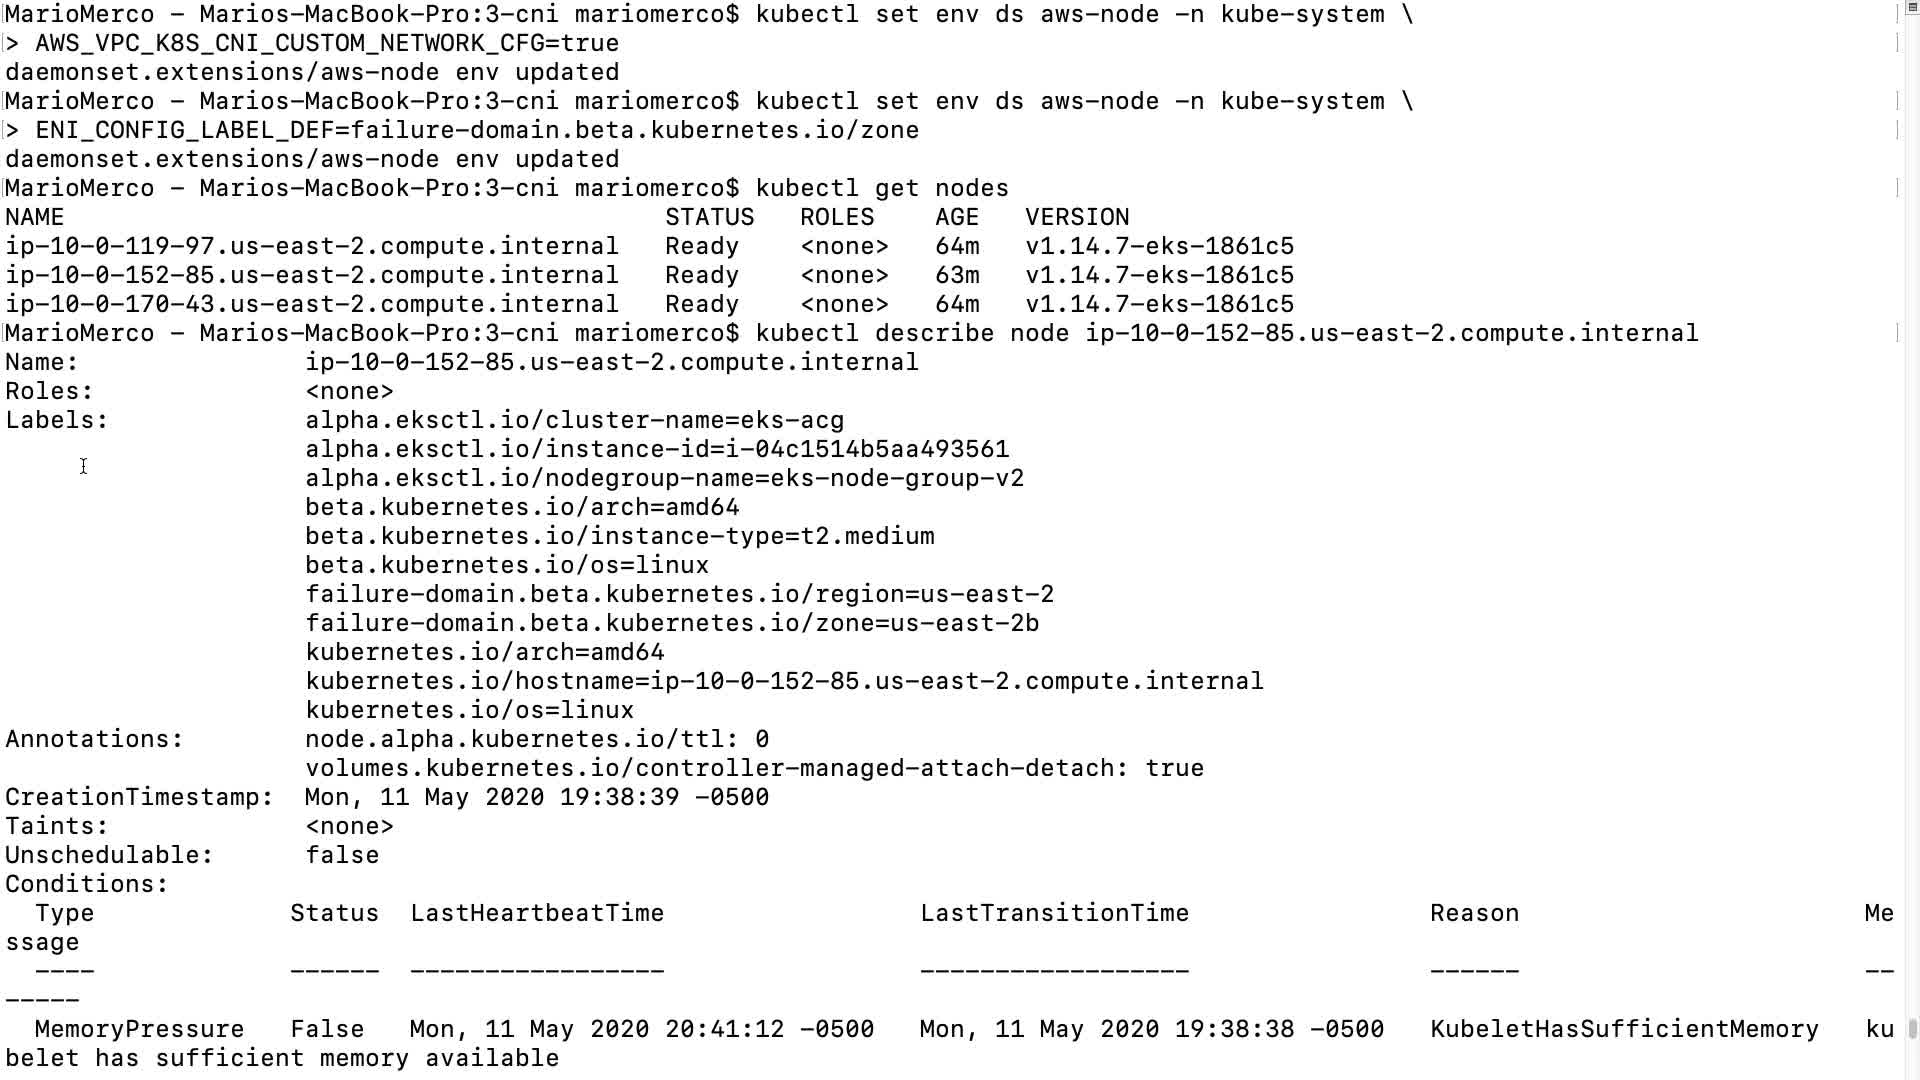 MarioMerco – Marios-MacBook-Pro:3-cni mariomerco$ kubectl set env ds aws-node -n kube-system \
> AWS_VPC_K8S_CNI_CUSTOM_NETWORK_CFG=true
daemonset.extensions/aws-node env updated
MarioMerco – Marios-MacBook-Pro:3-cni mariomerco$ kubectl set env ds aws-node -n kube-system \
> ENI_CONFIG_LABEL_DEF=failure-domain.beta.kubernetes.io/zone
daemonset.extensions/aws-node env updated
MarioMerco – Marios-MacBook-Pro:3-cni mariomerco$ kubectl get nodes
NAME STATUS ROLES AGE VERSION
ip-10-0-119-97.us-east-2.compute.internal Ready <none> 64m v1.14.7-eks-1861c5
ip-10-0-152-85.us-east-2.compute.internal Ready <none> 63m v1.14.7-eks-1861c5
ip-10-0-170-43.us-east-2.compute.internal Ready <none> 64m v1.14.7-eks-1861c5
MarioMerco – Marios-MacBook-Pro:3-cni mariomerco$ kubectl describe node ip-10-0-152-85.us-east-2.compute.internal
Name: ip-10-0-152-85.us-east-2.compute.internal
Roles: <none>
Labels: alpha.eksctl.io/cluster-name=eks-acg
alpha.eksctl.io/instance-id=i-04c1514b5aa493561
alpha.eksctl.io/nodegroup-name=eks-node-group-v2
beta.kubernetes.io/arch=amd64
beta.kubernetes.io/instance-type=t2.medium
beta.kubernetes.io/os=linux
failure-domain.beta.kubernetes.io/region=us-east-2
failure-domain.beta.kubernetes.io/zone=us-east-2b
kubernetes.io/arch=amd64
kubernetes.io/hostname=ip-10-0-152-85.us-east-2.compute.internal
kubernetes.io/os=linux
Annotations: node.alpha.kubernetes.io/ttl: 0
volumes.kubernetes.io/controller-managed-attach-detach: true
CreationTimestamp: Mon, 11 May 2020 19:38:39 -0500
Taints: <none>
Unschedulable: false
Conditions:
Type Status LastHeartbeatTime LastTransitionTime Reason Me
ssage
---- ------ ----------------- ------------------ ------ --
-----
MemoryPressure False Mon, 11 May 2020 20:41:12 -0500 Mon, 11 May 2020 19:38:38 -0500 KubeletHasSufficientMemory ku
belet has sufficient memory available